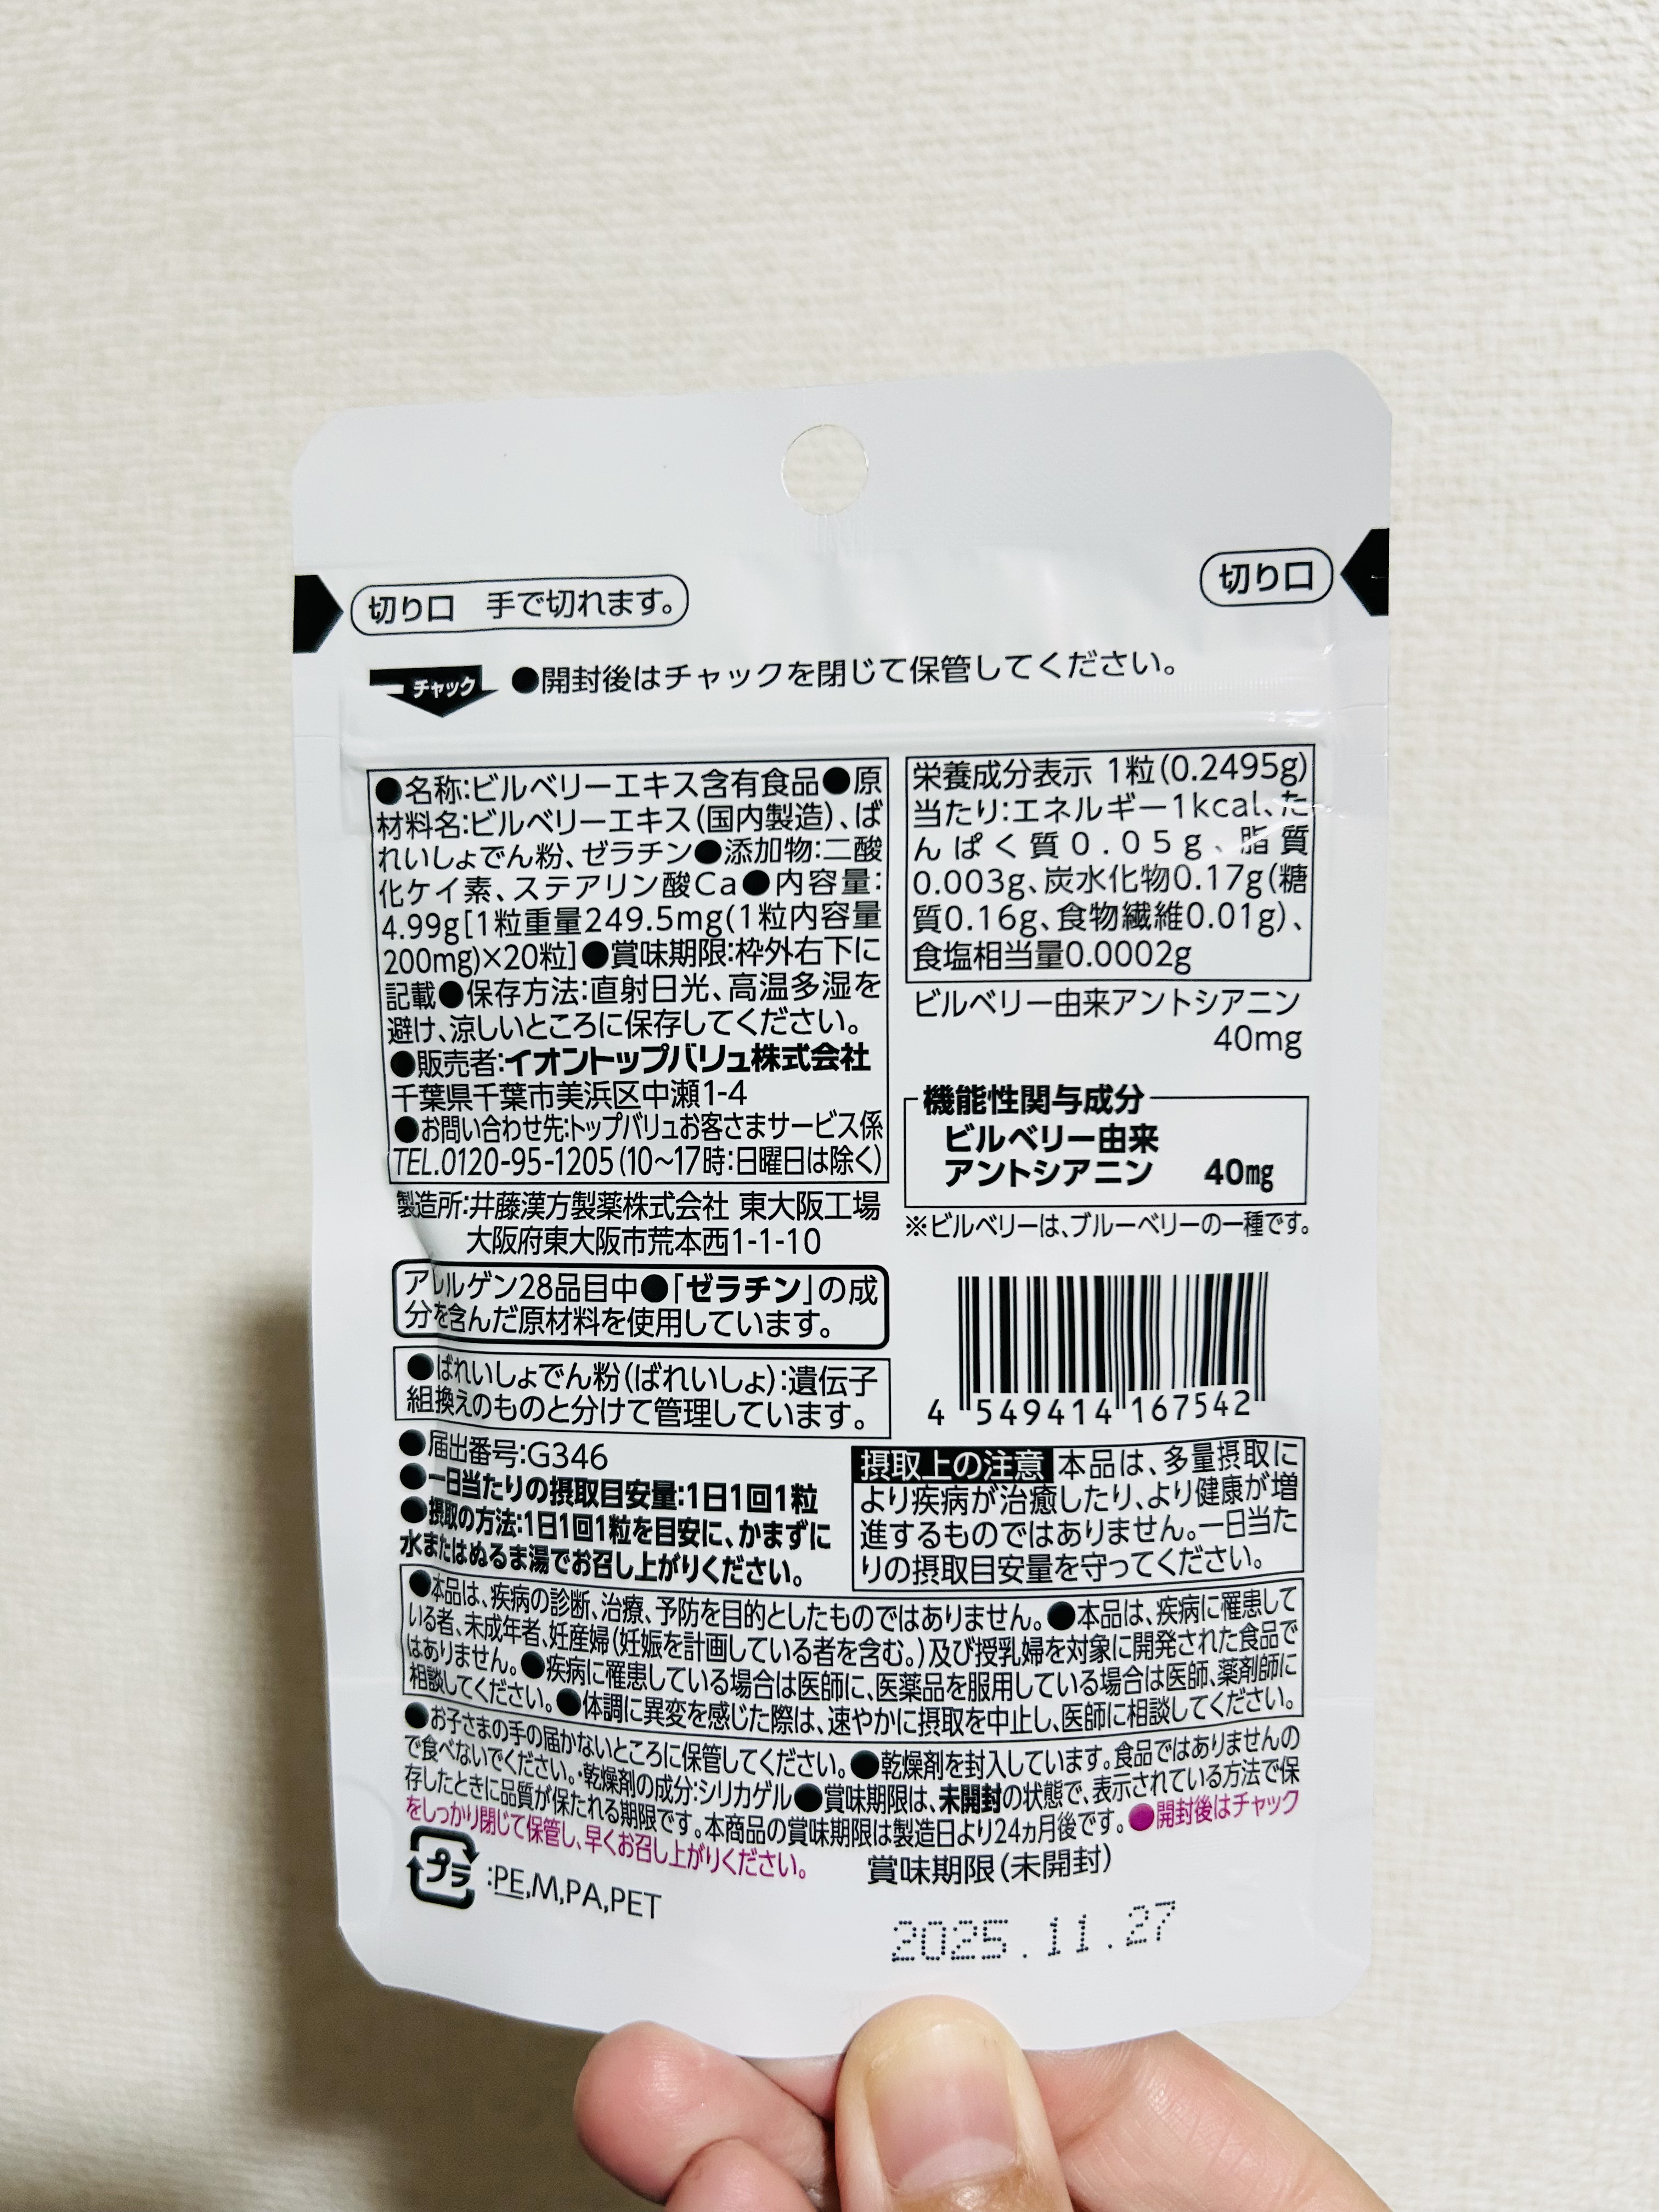 切り口 手で切れます。
切り口
チャック
●開封後はチャックを閉じて保管してください。
●名称:ビルベリーエキス含有食品●原
材料名:ビルベリーエキス(国内製造)、ば
れいしょでん粉、ゼラチン●添加物:二酸
化ケイ素、ステアリン酸Ca●内容量:
4.99g[1粒重量249.5mg(1粒内容量
200mg)×20粒]●賞味期限:枠外右下に
記載●保存方法:直射日光、高温多湿を
避け、涼しいところに保存してください。
●販売者:イオントップバリュ株式会社
千葉県千葉市美浜区中瀬1-4
●お問い合わせ先:トップバリュお客さまサービス係
TEL.0120-95-1205(10~17時:日曜日は除く)
製造所:井藤漢方製薬株式会社 東大阪工場
大阪府東大阪市荒本西1-1-10
アレルゲン28品目中●「ゼラチン」の成
分を含んだ原材料を使用しています。
●ばれいしょでん粉(ばれいしょ):遺伝子
組換えのものと分けて管理しています。
●届出番号:G346
●一日当たりの摂取目安量:1日1回1粒
●摂取の方法:1日1回1粒を目安に、かまずに
水またはぬるま湯でお召し上がりください。
栄養成分表示 1粒(0.2495g)
当たり:エネルギー1kcal、た
んぱく質0.05g、脂質
0.003g、炭水化物0.17g(糖
質0.16g、食物繊維0.01g)、
食塩相当量0.0002g
ビルベリー由来アントシアニン
40mg
機能性関与成分
ビルベリー由来
アントシアニン 40mg
※ビルベリーは、ブルーベリーの一種です。
4 549414 167542
摂取上の注意 本品は、多量摂取に
より疾病が治癒したり、より健康が増
進するものではありません。一日当た
りの摂取目安量を守ってください。
●本品は、疾病の診断、治療、予防を目的としたものではありません。●本品は、疾病に罹患して
いる者、未成年者、妊産婦(妊娠を計画している者を含む。)及び授乳婦を対象に開発された食品で
はありません。●疾病に罹患している場合は医師に、医薬品を服用している場合は医師、薬剤師に
相談してください。●体調に異変を感じた際は、速やかに摂取を中止し、医師に相談してください。
●お子さまの手の届かないところに保管してください。●乾燥剤を封入しています。食品ではありませんの
で食べないでください。・乾燥剤の成分:シリカゲル●賞味期限は、未開封の状態で、表示されている方法で保
存したときに品質が保たれる期限です。本商品の賞味期限は製造日より24ヵ月後です。●開封後はチャック
をしっかり閉じて保管し、早くお召し上がりください。
プラ :PE,M,PA,PET
賞味期限(未開封)
2025.11.27